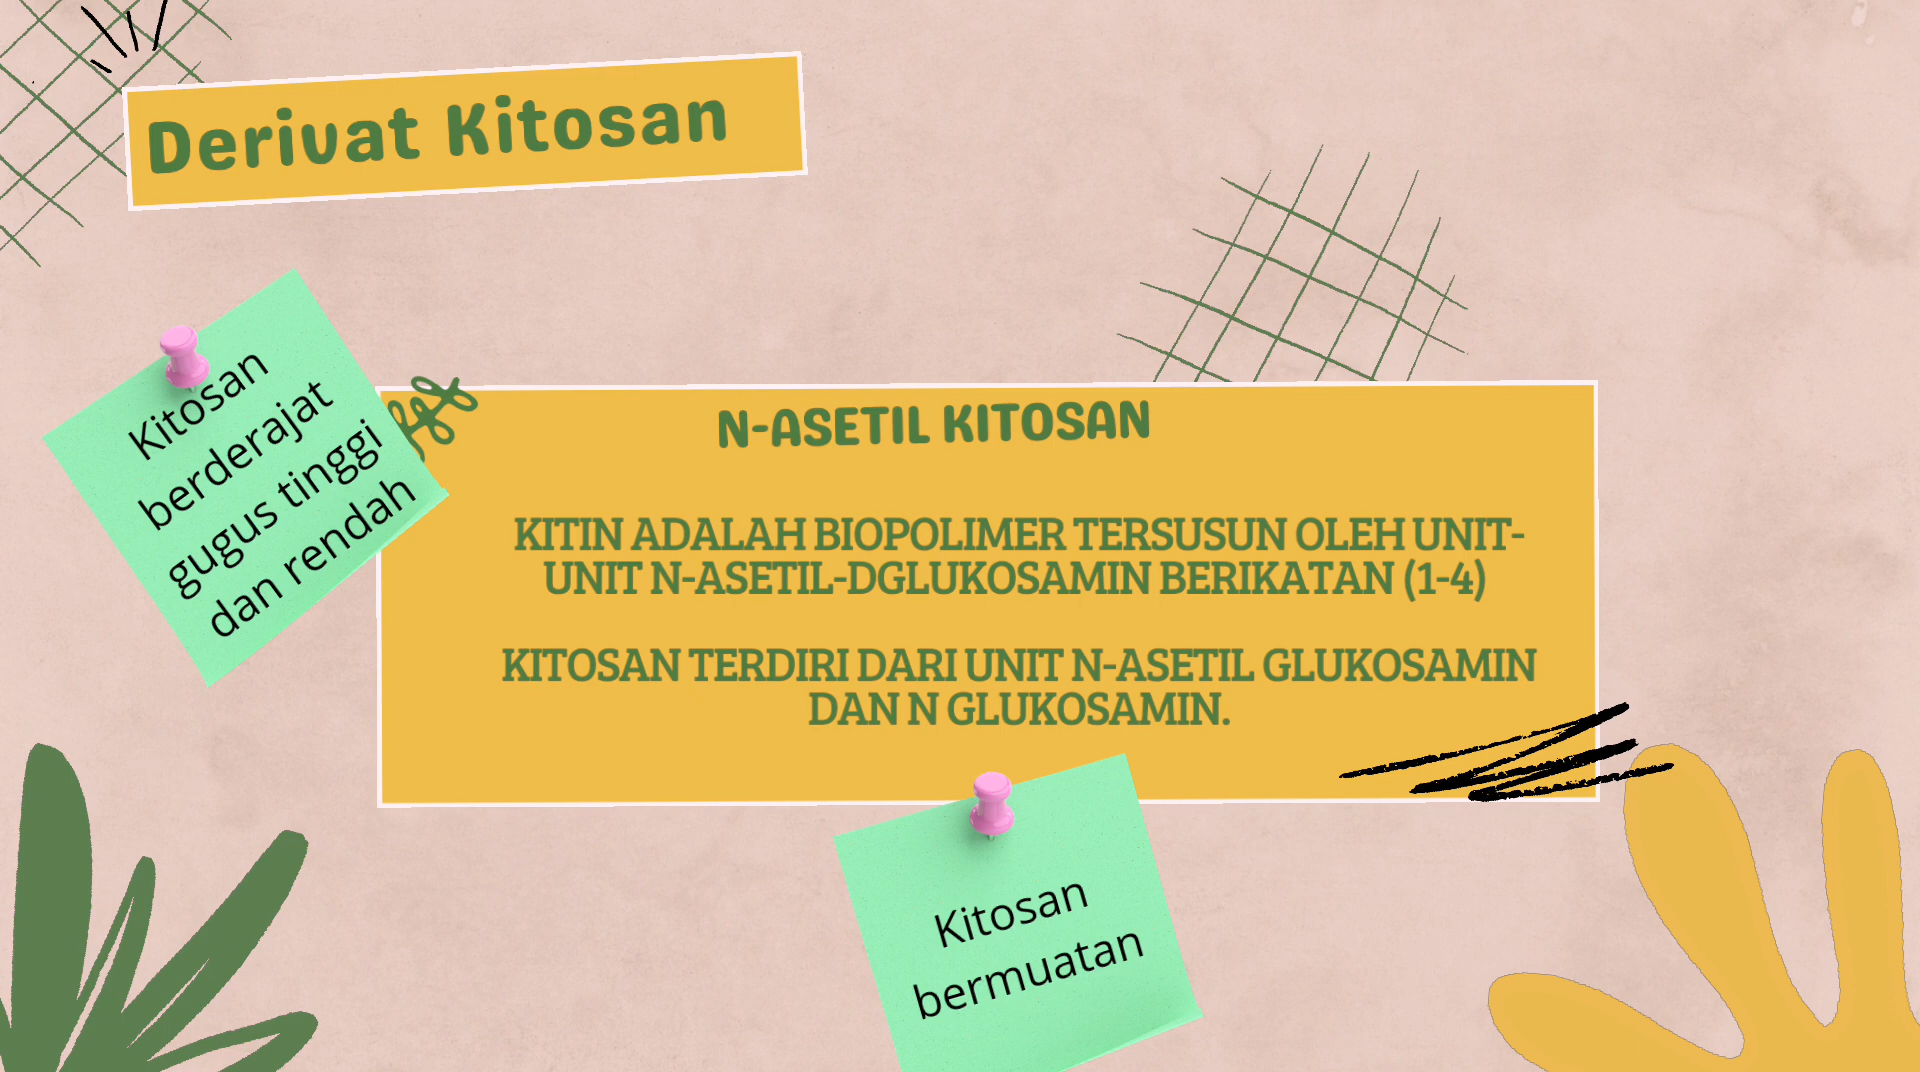 Derivat Kitosan
Kitosan
berderajat
gugus tinggi
dan rendah
N-ASETIL KITOSAN
KITIN ADALAH BIOPOLIMER TERSUSUN OLEH UNIT-
UNIT N-ASETIL-DGLUKOSAMIN BERIKATAN (1-4)
KITOSAN TERDIRI DARI UNIT N-ASETIL GLUKOSAMIN
DAN N GLUKOSAMIN.
Kitosan
bermuatan